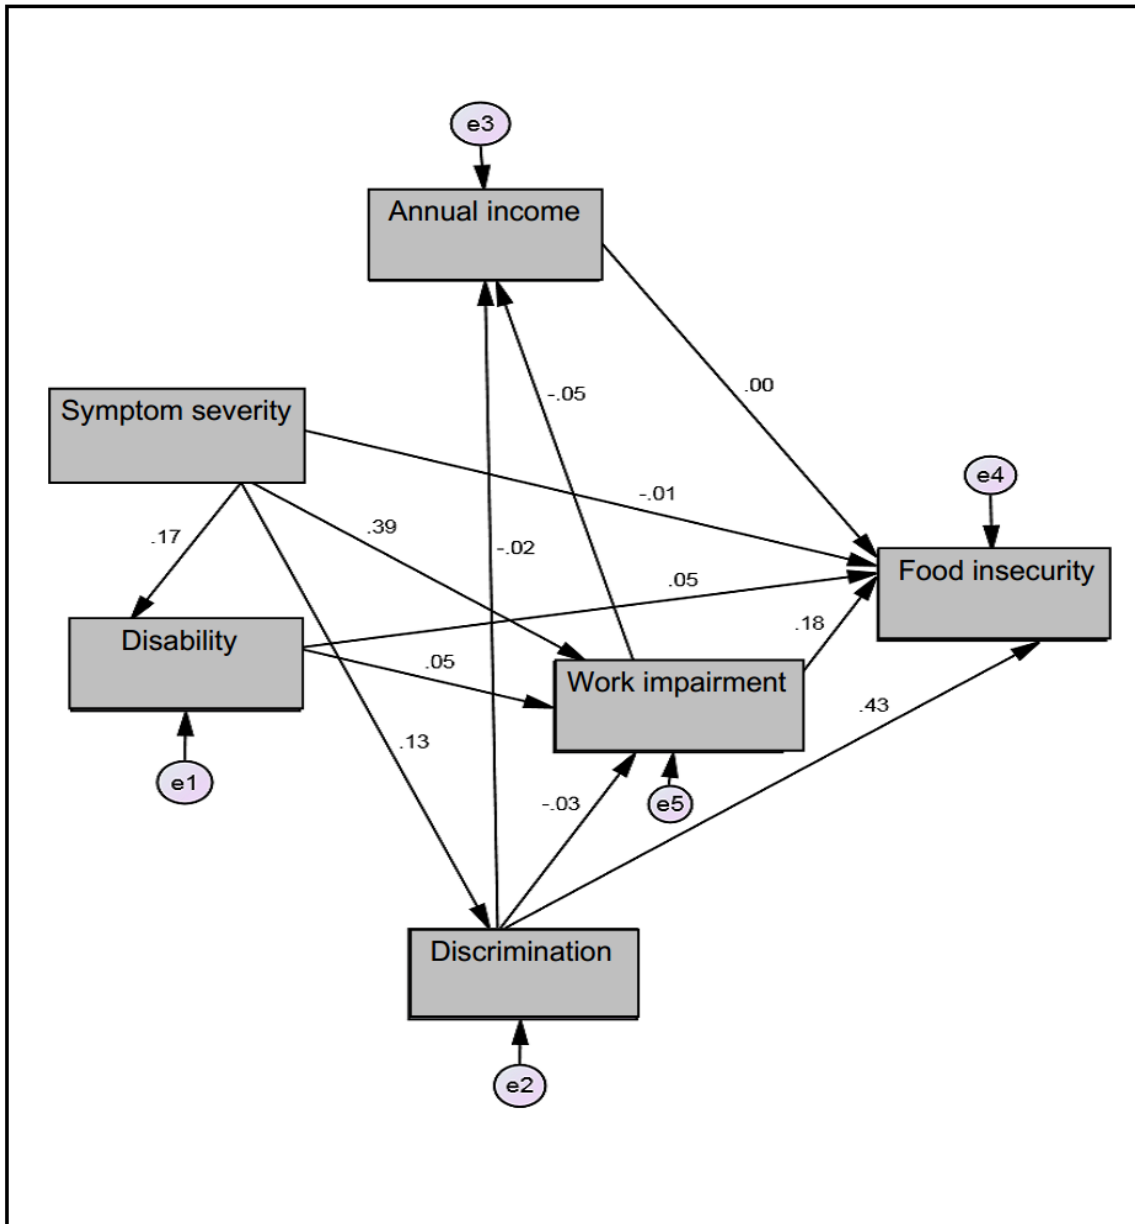 e3
Annual income
.00
-.05
Symptom severity
e4
-.01
.17
.39
-.02
Food insecurity
.05
.18
Disability
.05
Work impairment
.43
.13
e1
-.03
e5
Discrimination
e2